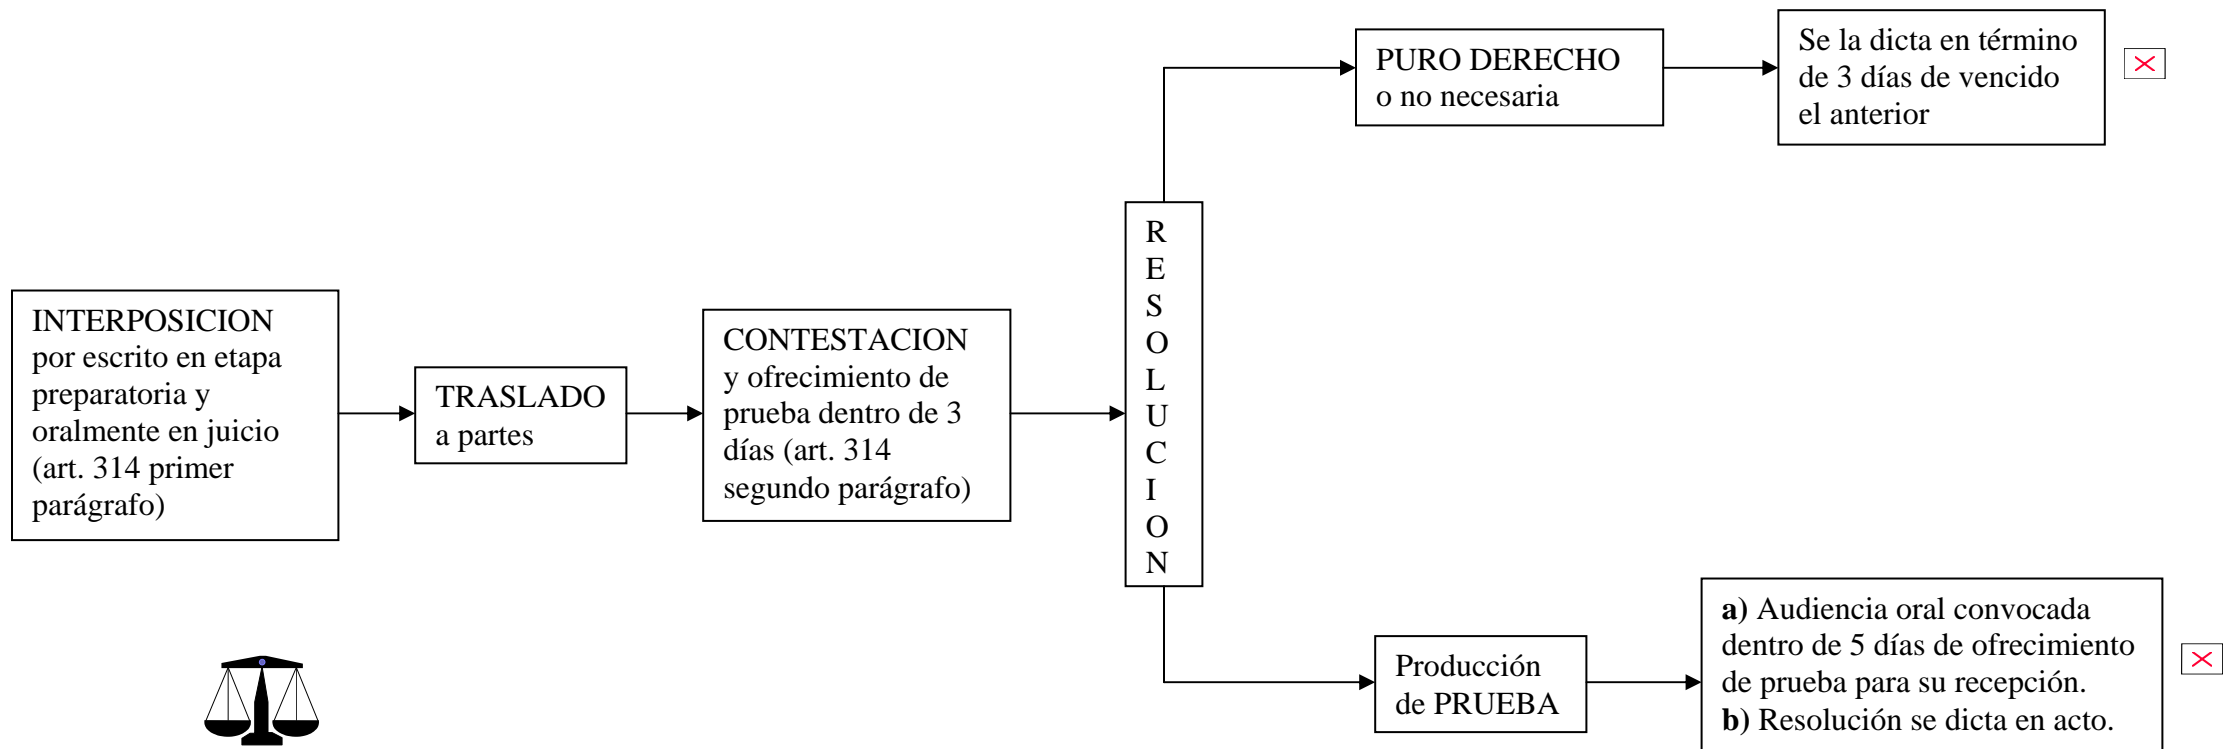 INTERPOSICION
por escrito en etapa
preparatoria y
oralmente en juicio
(art. 314 primer
parágrafo)
TRASLADO
a partes
CONTESTACION
y ofrecimiento de
prueba dentro de 3
días (art. 314
segundo parágrafo)
R
E
S
O
L
U
C
I
O
N
PURO DERECHO
o no necesaria
Se la dicta en término
de 3 días de vencido
el anterior
Producción
de PRUEBA
a) Audiencia oral convocada
dentro de 5 días de ofrecimiento
de prueba para su recepción.
b) Resolución se dicta en acto.